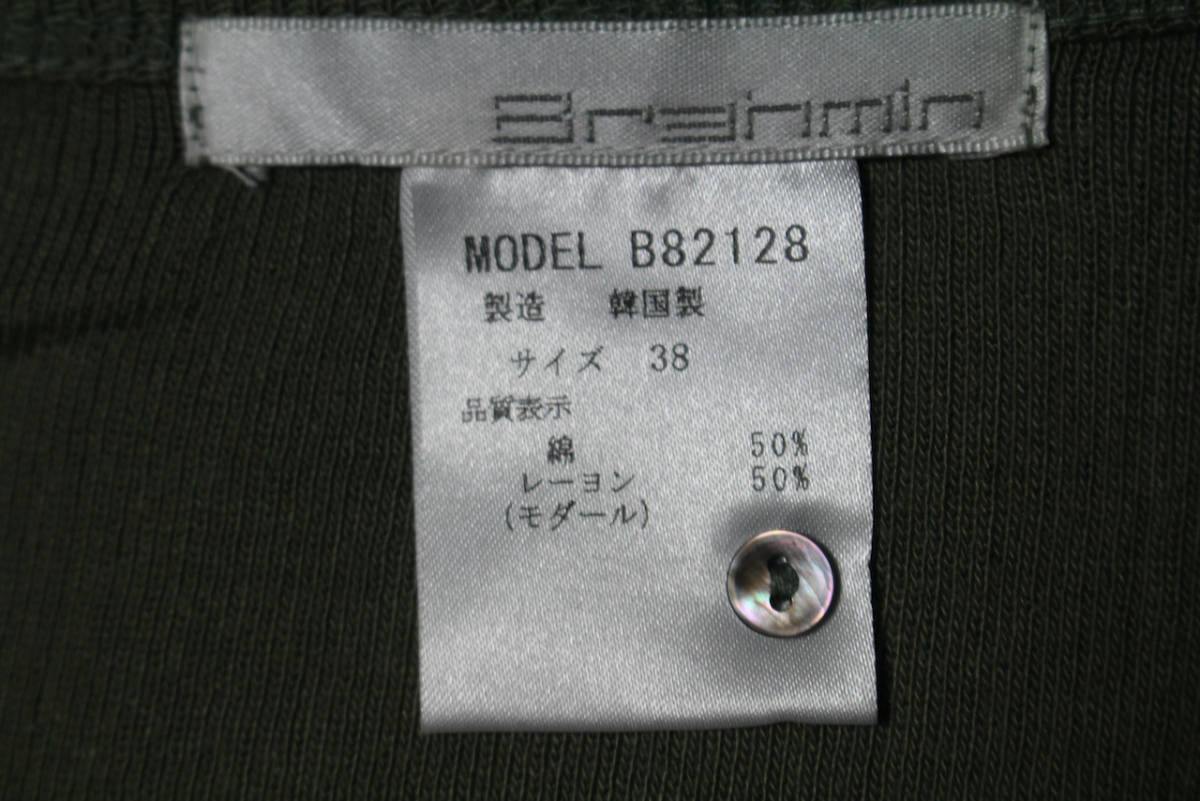 Brahmin
MODEL B82128
製造 韓国製
サイズ 38
品質表示
綿 50%
レーヨン 50%
(モダール)